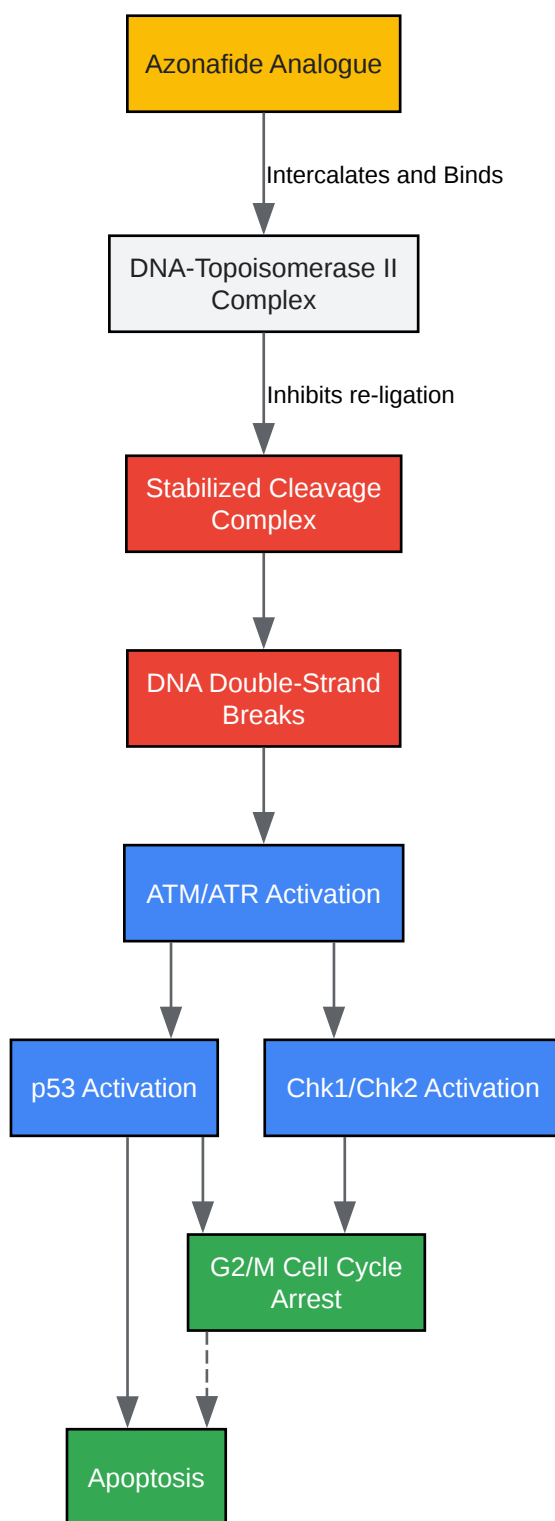 Azonafide Analogue
Intercalates and Binds
DNA-Topoisomerase II
Complex
Inhibits re-ligation
Stabilized Cleavage
Complex
DNA Double-Strand
Breaks
ATM/ATR Activation
p53 Activation
Chk1/Chk2 Activation
G2/M Cell Cycle
Arrest
Apoptosis